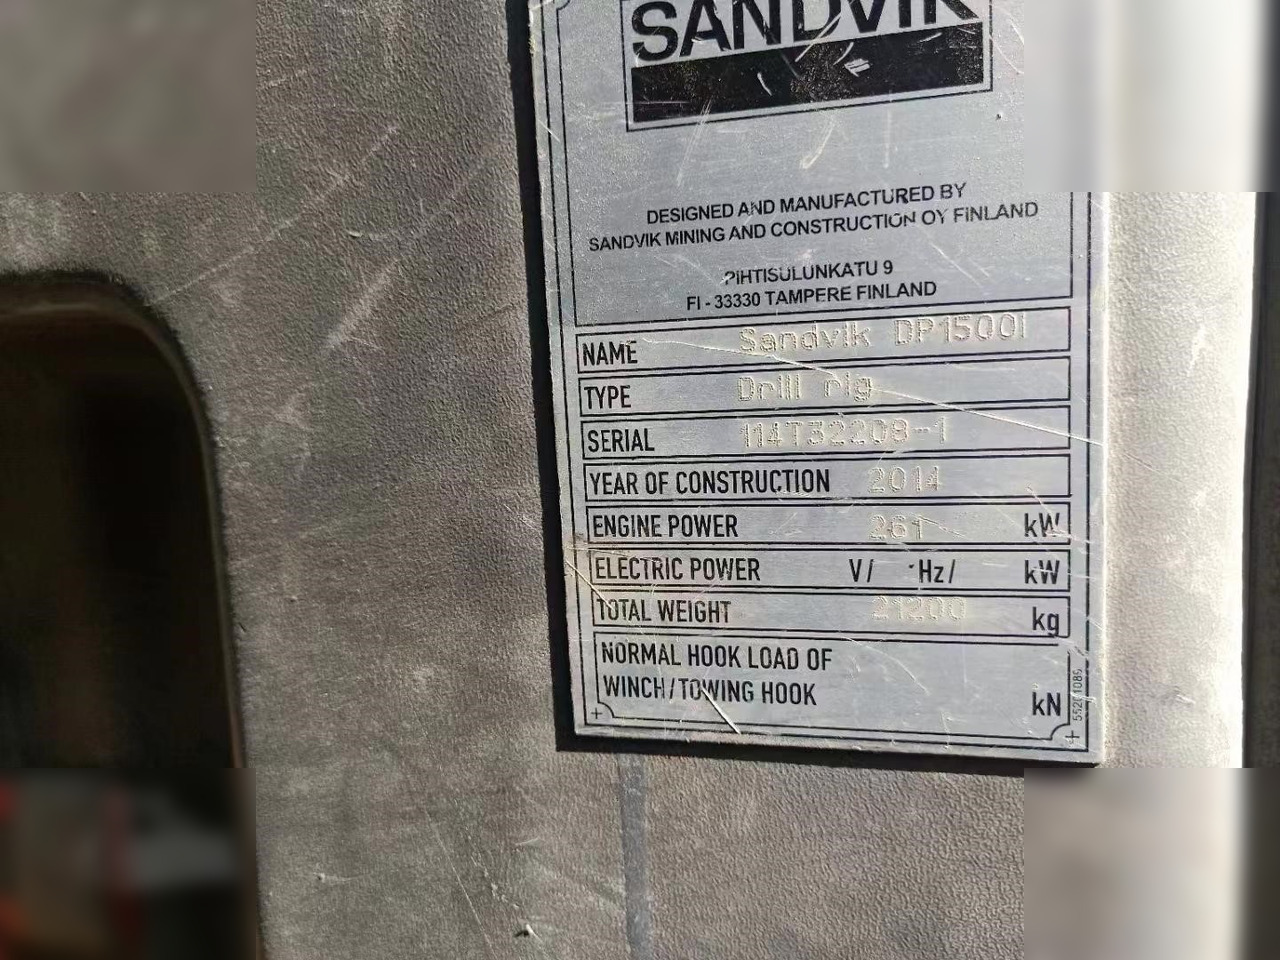 SANDVIK
DESIGNED AND MANUFACTURED BY
SANDVIK MINING AND CONSTRUCTION OY FINLAND
PIHTISULUNKATU 9
FI - 33330 TAMPERE FINLAND
NAME Sandvik DP1500I
TYPE Drill rig
SERIAL 114T32208-1
YEAR OF CONSTRUCTION 2014
ENGINE POWER 261 kW
ELECTRIC POWER V/ Hz/ kW
TOTAL WEIGHT 21200 kg
NORMAL HOOK LOAD OF
WINCH/TOWING HOOK kN